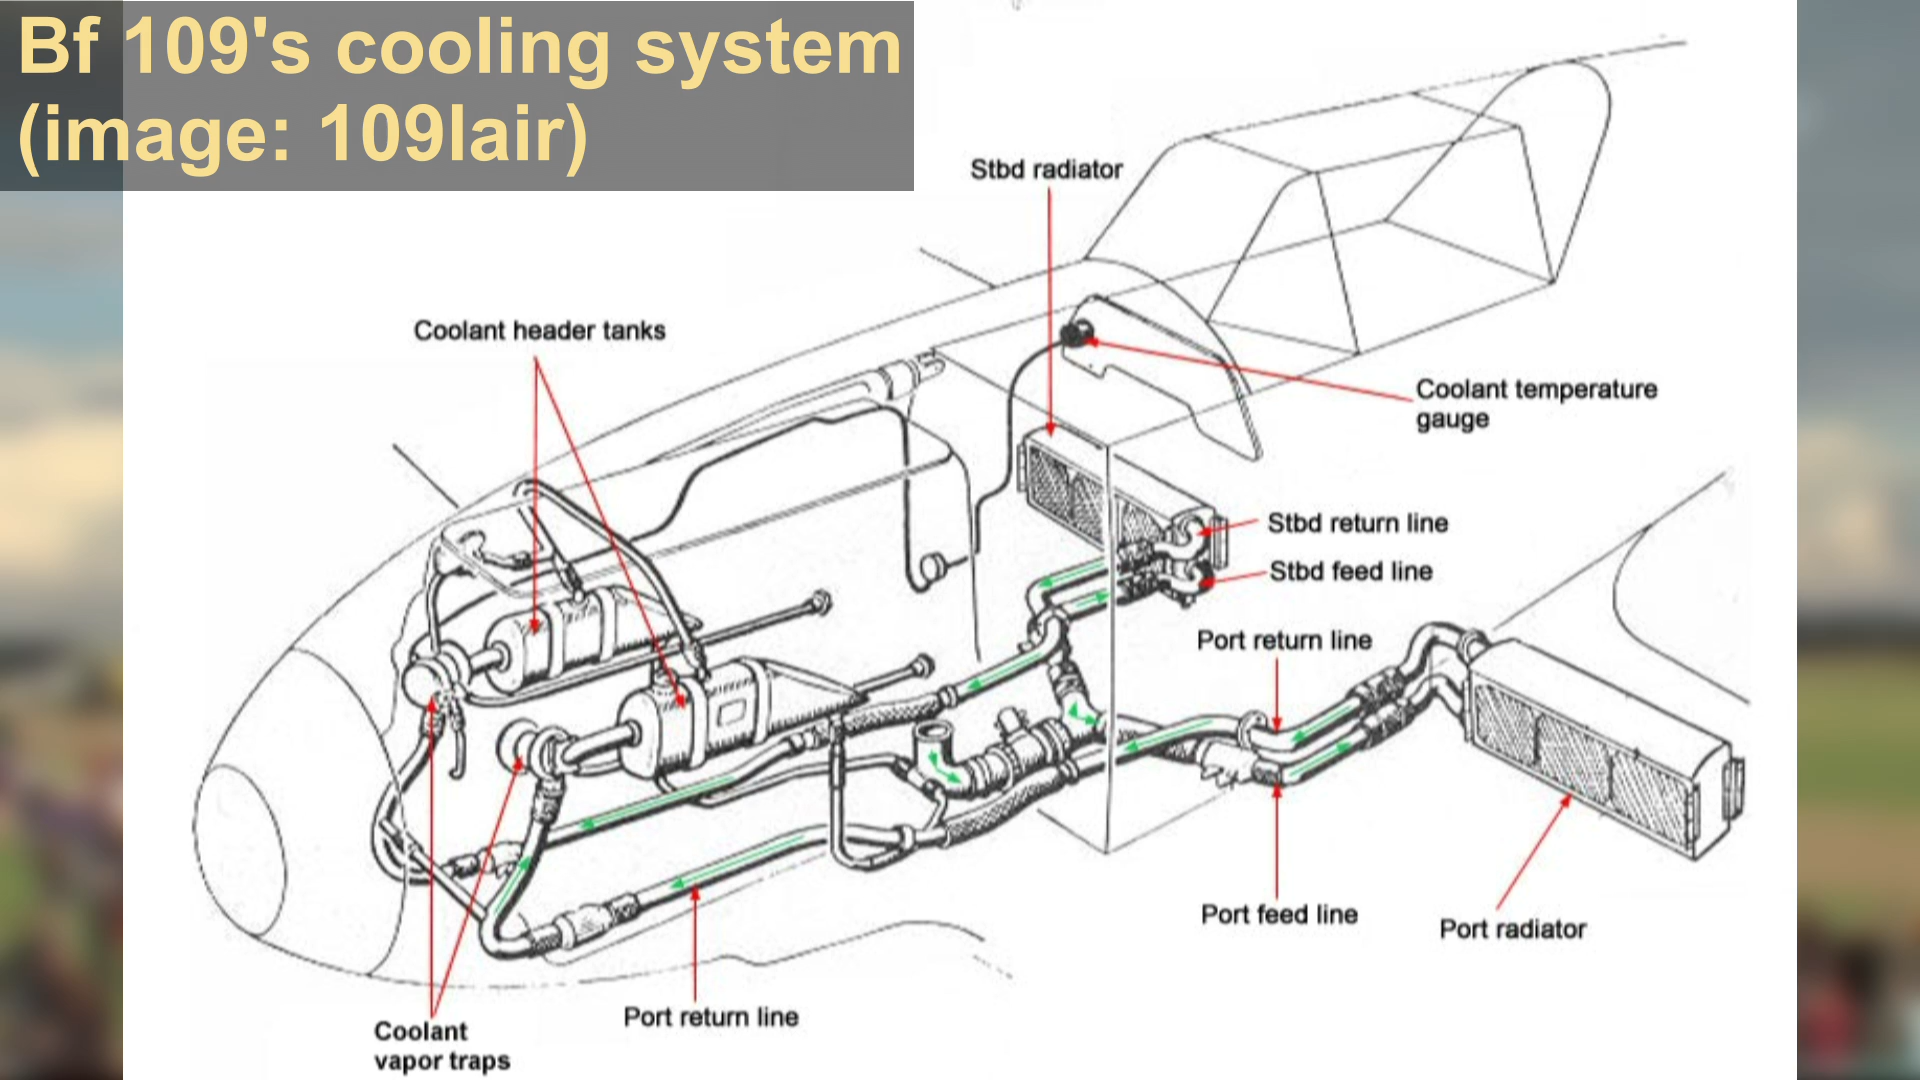 Bf 109's cooling system
(image: 109lair)
Stbd radiator
Coolant header tanks
Coolant temperature
gauge
Stbd return line
Stbd feed line
Port return line
Port feed line
Port radiator
Port return line
Coolant
vapor traps